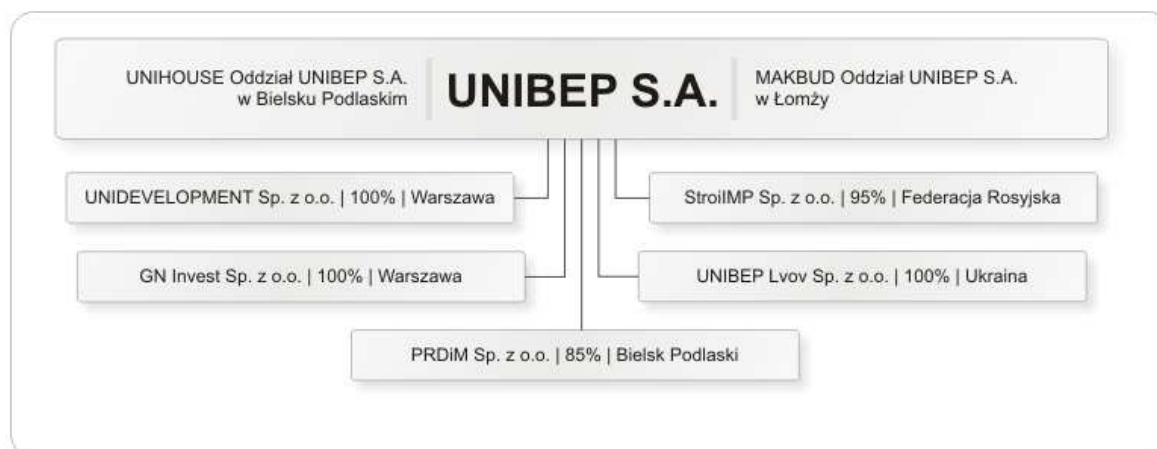 UNIHOUSE Oddział UNIBEP S.A.
w Bielsku Podlaskim
UNIBEP S.A.
MAKBUD Oddział UNIBEP S.A.
w Łomży
UNIDEVELOPMENT Sp. z o.o. | 100% | Warszawa
StroiIMP Sp. z o.o. | 95% | Federacja Rosyjska
GN Invest Sp. z o.o. | 100% | Warszawa
UNIBEP Lvov Sp. z o.o. | 100% | Ukraina
PRDiM Sp. z o.o. | 85% | Bielsk Podlaski